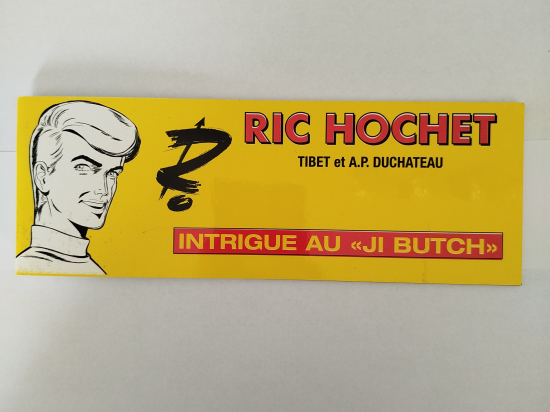 RIC HOCHET
TIBET et A.P. DUCHATEAU
INTRIGUE AU «JI BUTCH»